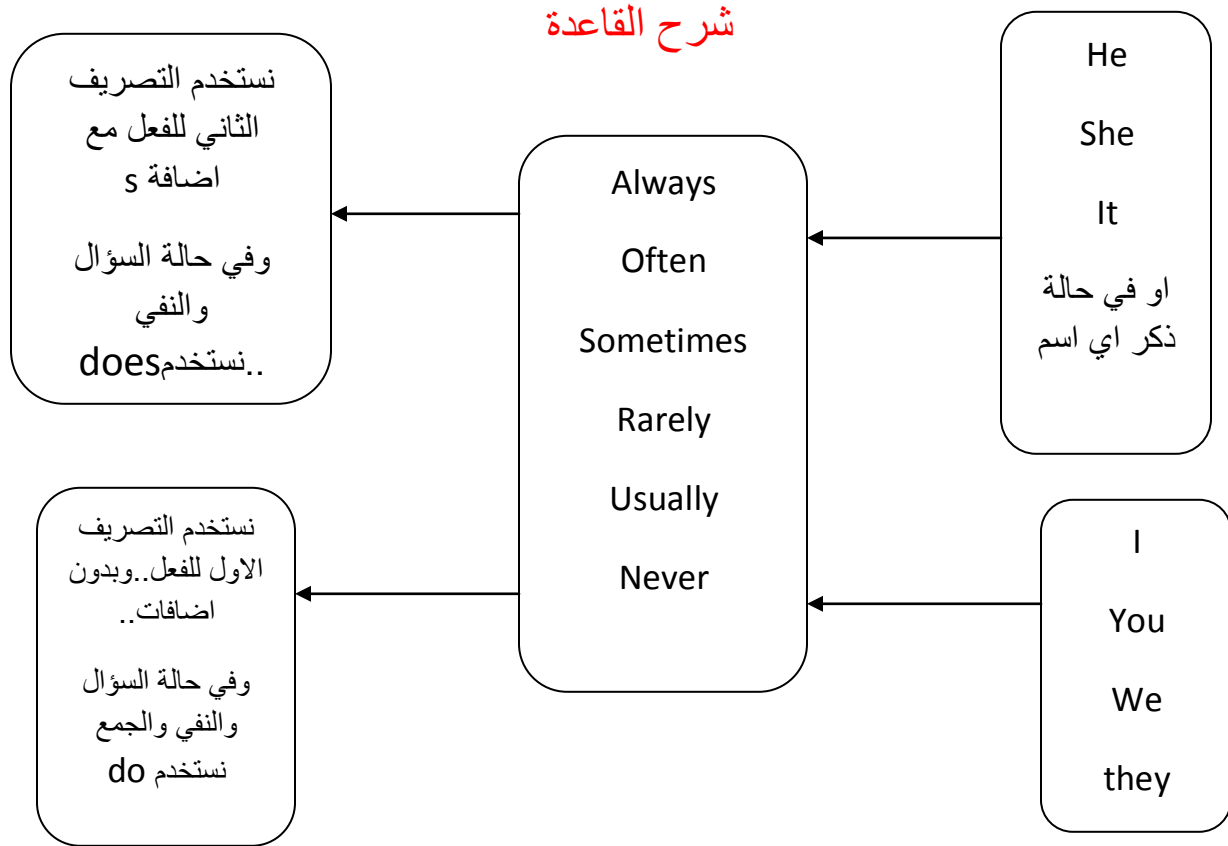 شرح القاعدة
He
She
It
او في حالة
ذكر اي اسم
Always
Often
Sometimes
Rarely
Usually
Never
نستخدم التصريف
الثاني للفعل مع
اضافة s
وفي حالة السؤال
والنفي
نستخدمdoes..
I
You
We
they
نستخدم التصريف
الاول للفعل..وبدون
اضافات..
وفي حالة السؤال
والنفي والجمع
نستخدم do